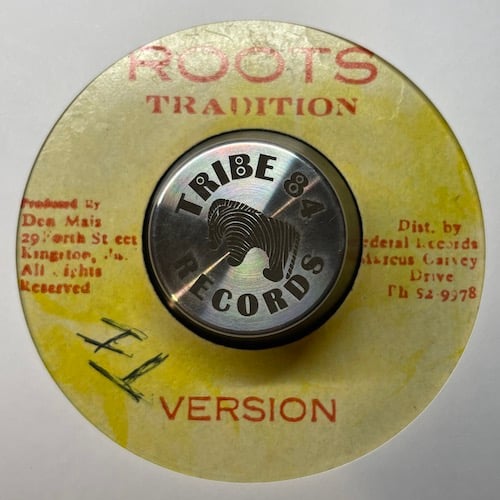 ROOTS
TRADITION
TRIBE 84
RECORDS
Produced By
Don Mais
29 North Street
Kingston, Ja.
All Rights
Reserved
Dist. by
Federal Records
Marcus Garvey
Drive
Ph 52-9978
VERSION